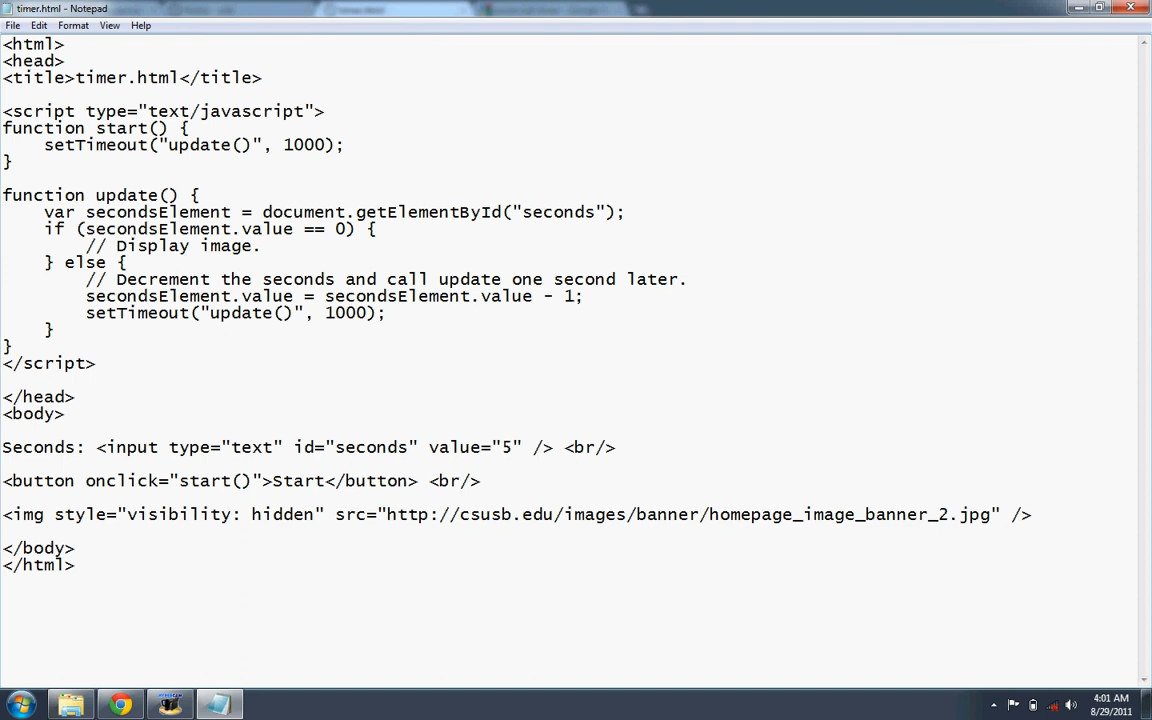 timer.html - Notepad
File Edit Format View Help
<html>
<head>
<title>timer.html</title>
<script type="text/javascript">
function start() {
setTimeout("update()", 1000);
}
function update() {
var secondsElement = document.getElementById("seconds");
if (secondsElement.value == 0) {
// Display image.
} else {
// Decrement the seconds and call update one second later.
secondsElement.value = secondsElement.value - 1;
setTimeout("update()", 1000);
}
}
</script>
</head>
<body>
Seconds: <input type="text" id="seconds" value="5" /> <br/>
<button onclick="start()">Start</button> <br/>
<img style="visibility: hidden" src="http://csusb.edu/images/banner/homepage_image_banner_2.jpg" />
</body>
</html>
4:01 AM
8/29/2011